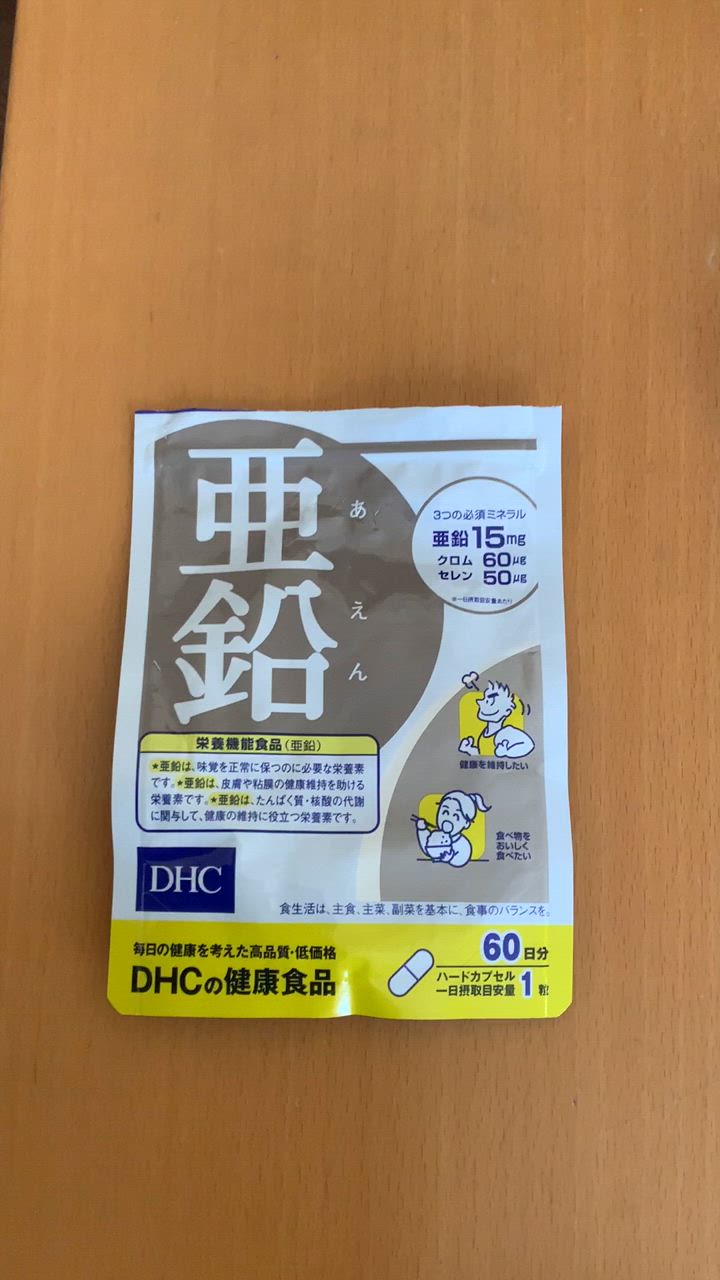 亜鉛
あえん
3つの必須ミネラル
亜鉛15mg
クロム 60μg
セレン 50μg
※一日摂取目安量あたり
健康を維持したい
食べ物を
おいしく
食べたい
栄養機能食品(亜鉛)
★亜鉛は、味覚を正常に保つのに必要な栄養素
です。★亜鉛は、皮膚や粘膜の健康維持を助ける
栄養素です。★亜鉛は、たんぱく質・核酸の代謝
に関与して、健康の維持に役立つ栄養素です。
DHC
食生活は、主食、主菜、副菜を基本に、食事のバランスを。
毎日の健康を考えた高品質・低価格
DHCの健康食品
60日分
ハードカプセル
一日摂取目安量 1粒